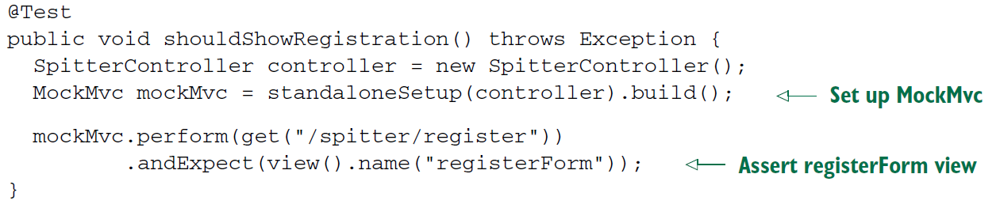 @Test
public void shouldShowRegistration() throws Exception {
  SpitterController controller = new SpitterController();
  MockMvc mockMvc = standaloneSetup(controller).build(); Set up MockMvc
  mockMvc.perform(get("/spitter/register"))
         .andExpect(view().name("registerForm")); Assert registerForm view
}